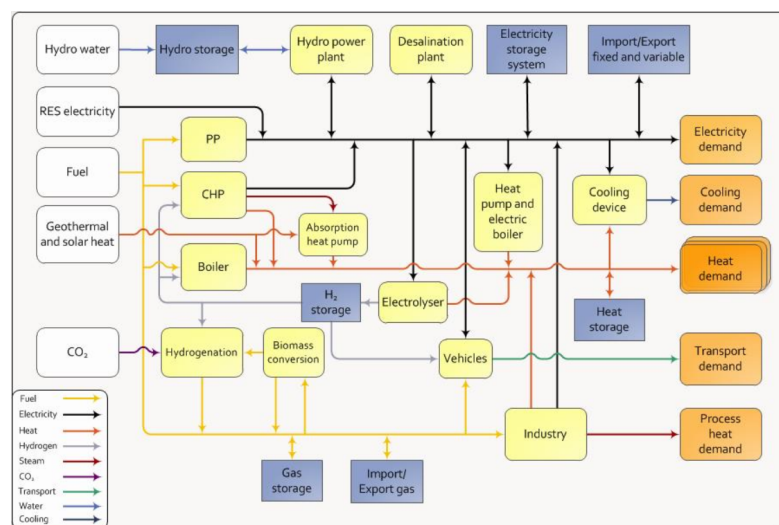 Hydro water
Hydro storage
Hydro power
plant
Desalination
plant
Electricity
storage
system
Import/Export
fixed and variable
RES electricity
PP
Electricity
demand
Fuel
CHP
Heat
pump and
electric
boiler
Cooling
device
Cooling
demand
Geothermal
and solar heat
Absorption
heat pump
Boiler
Heat
demand
H₂
storage
Electrolyser
Heat
storage
CO₂
Hydrogenation
Biomass
conversion
Vehicles
Transport
demand
Fuel
Electricity
Heat
Hydrogen
Steam
CO₂
Transport
Water
Cooling
Industry
Process
heat
demand
Gas
storage
Import/
Export gas